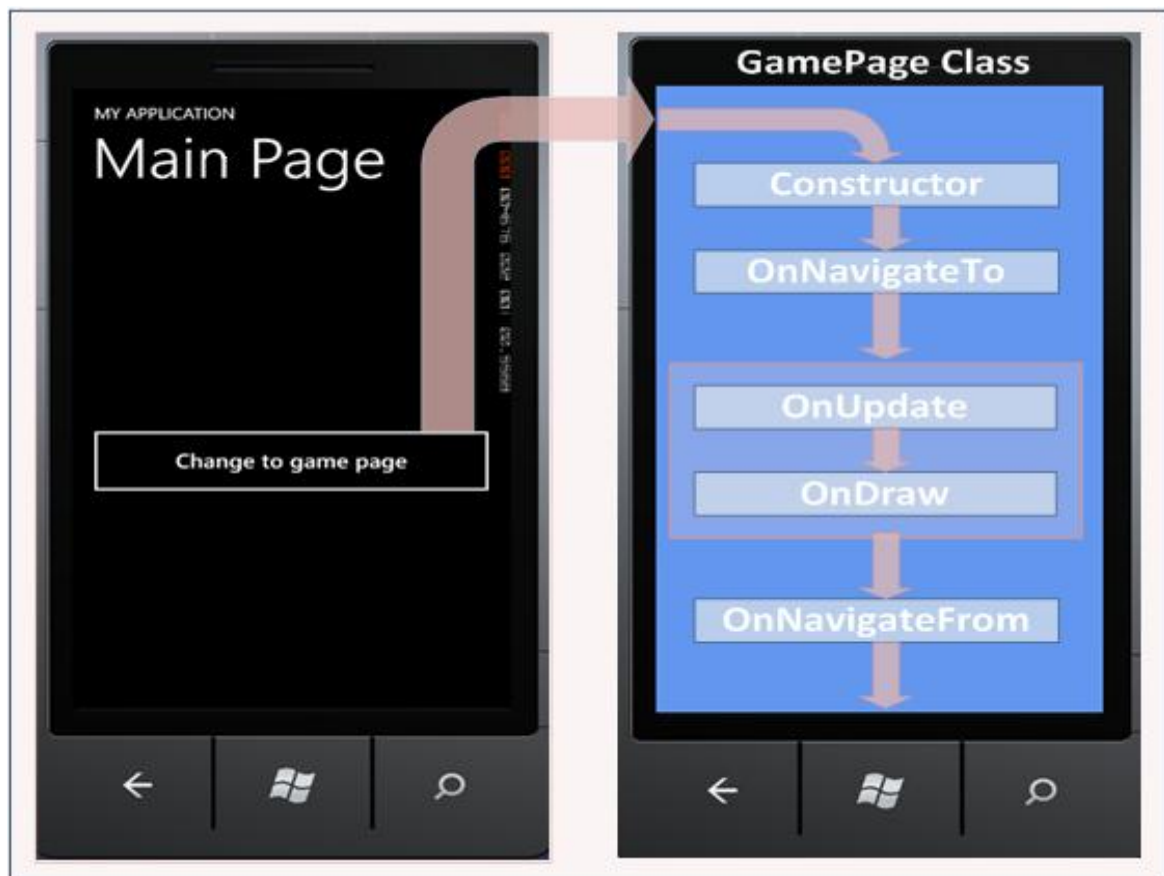 MY APPLICATION
Main Page
Change to game page
GamePage Class
Constructor
OnNavigateTo
OnUpdate
OnDraw
OnNavigateFrom